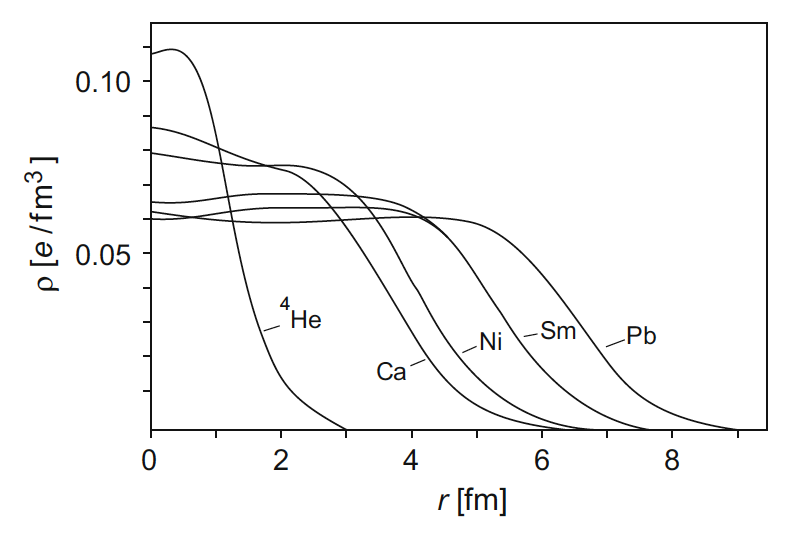 0.10
0.05
ρ [e/fm³]
⁴He
Ca
Ni
Sm
Pb
0 2 4 6 8
r [fm]